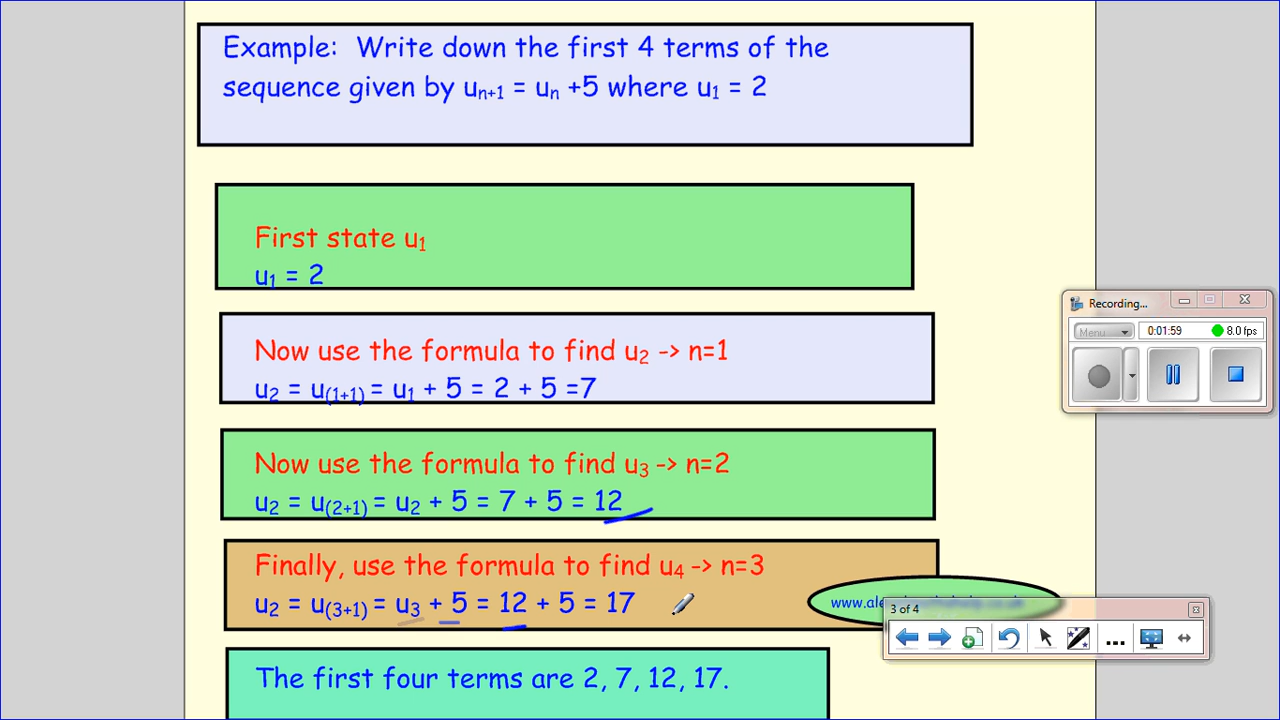 Example: Write down the first 4 terms of the
sequence given by uₙ₊₁ = uₙ +5 where u₁ = 2
First state u₁
u₁ = 2
Now use the formula to find u₂ -> n=1
u₂ = u₍₁₊₁₎ = u₁ + 5 = 2 + 5 =7
Now use the formula to find u₃ -> n=2
u₂ = u₍₂₊₁₎ = u₂ + 5 = 7 + 5 = 12
Finally, use the formula to find u₄ -> n=3
u₂ = u₍₃₊₁₎ = u₃ + 5 = 12 + 5 = 17
The first four terms are 2, 7, 12, 17.
Recording...
Menu
0:01:59
8.0 fps
3 of 4